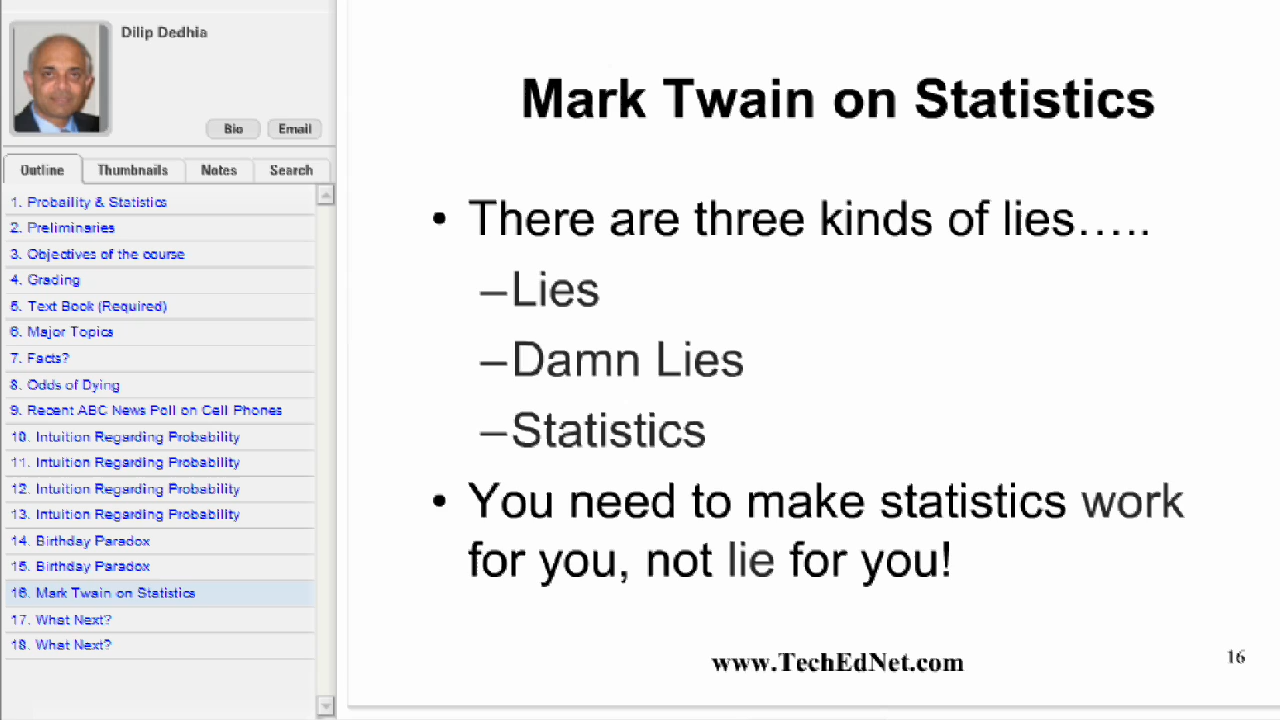 Dilip Dedhia
Bio Email
Outline Thumbnails Notes Search
1. Probaility & Statistics
2. Preliminaries
3. Objectives of the course
4. Grading
5. Text Book (Required)
6. Major Topics
7. Facts?
8. Odds of Dying
9. Recent ABC News Poll on Cell Phones
10. Intuition Regarding Probability
11. Intuition Regarding Probability
12. Intuition Regarding Probability
13. Intuition Regarding Probability
14. Birthday Paradox
15. Birthday Paradox
16. Mark Twain on Statistics
17. What Next?
18. What Next?
Mark Twain on Statistics
• There are three kinds of lies…..
–Lies
–Damn Lies
–Statistics
• You need to make statistics work
for you, not lie for you!
www.TechEdNet.com
16